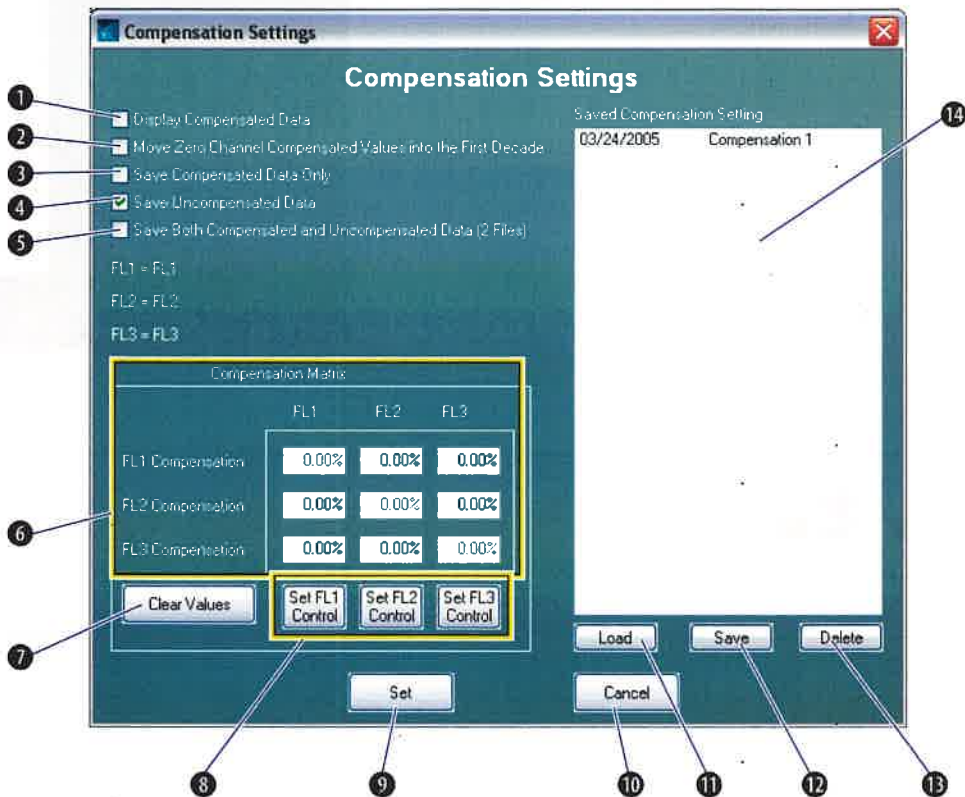 Compensation Settings
Compensation Settings
1
Display Compensated Data
2
Move Zero Channel Compensated Values into the First Decade
3
Save Compensated Data Only
4
Save Uncompensated Data
5
Save Both Compensated and Uncompensated Data (2 Files)
FL1 = FL1
FL2 = FL2
FL3 = FL3
Compensation Matrix
FL1 FL2 FL3
FL1 Compensation 0.00% 0.00% 0.00%
FL2 Compensation 0.00% 0.00% 0.00%
6
FL3 Compensation 0.00% 0.00% 0.00%
7
Clear Values
Set FL1 Control
Set FL2 Control
Set FL3 Control
Set
Saved Compensation Setting
03/24/2005 Compensation 1
14
Load Save Delete
Cancel
8 9 10 11 12 13